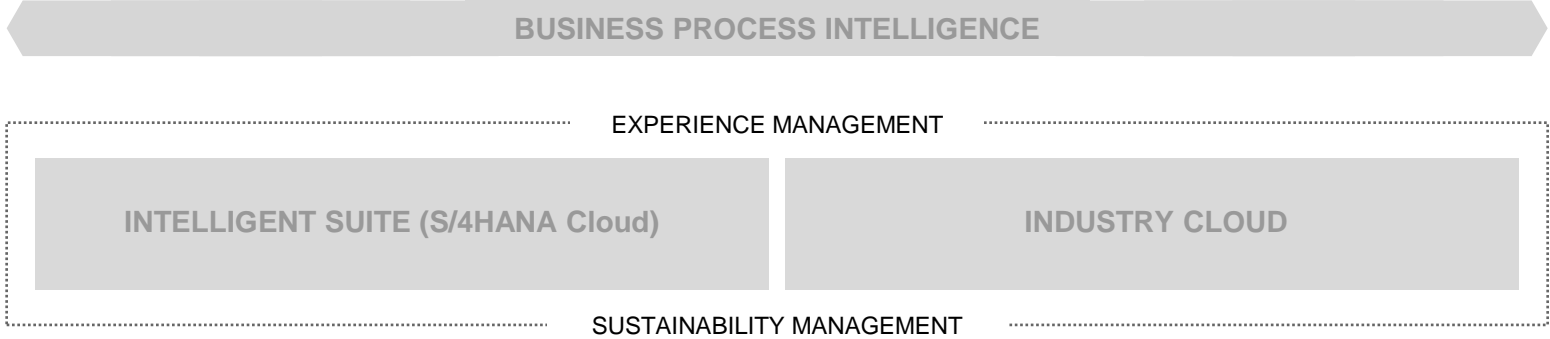 BUSINESS PROCESS INTELLIGENCE
EXPERIENCE MANAGEMENT
INTELLIGENT SUITE (S/4HANA Cloud)
INDUSTRY CLOUD
SUSTAINABILITY MANAGEMENT